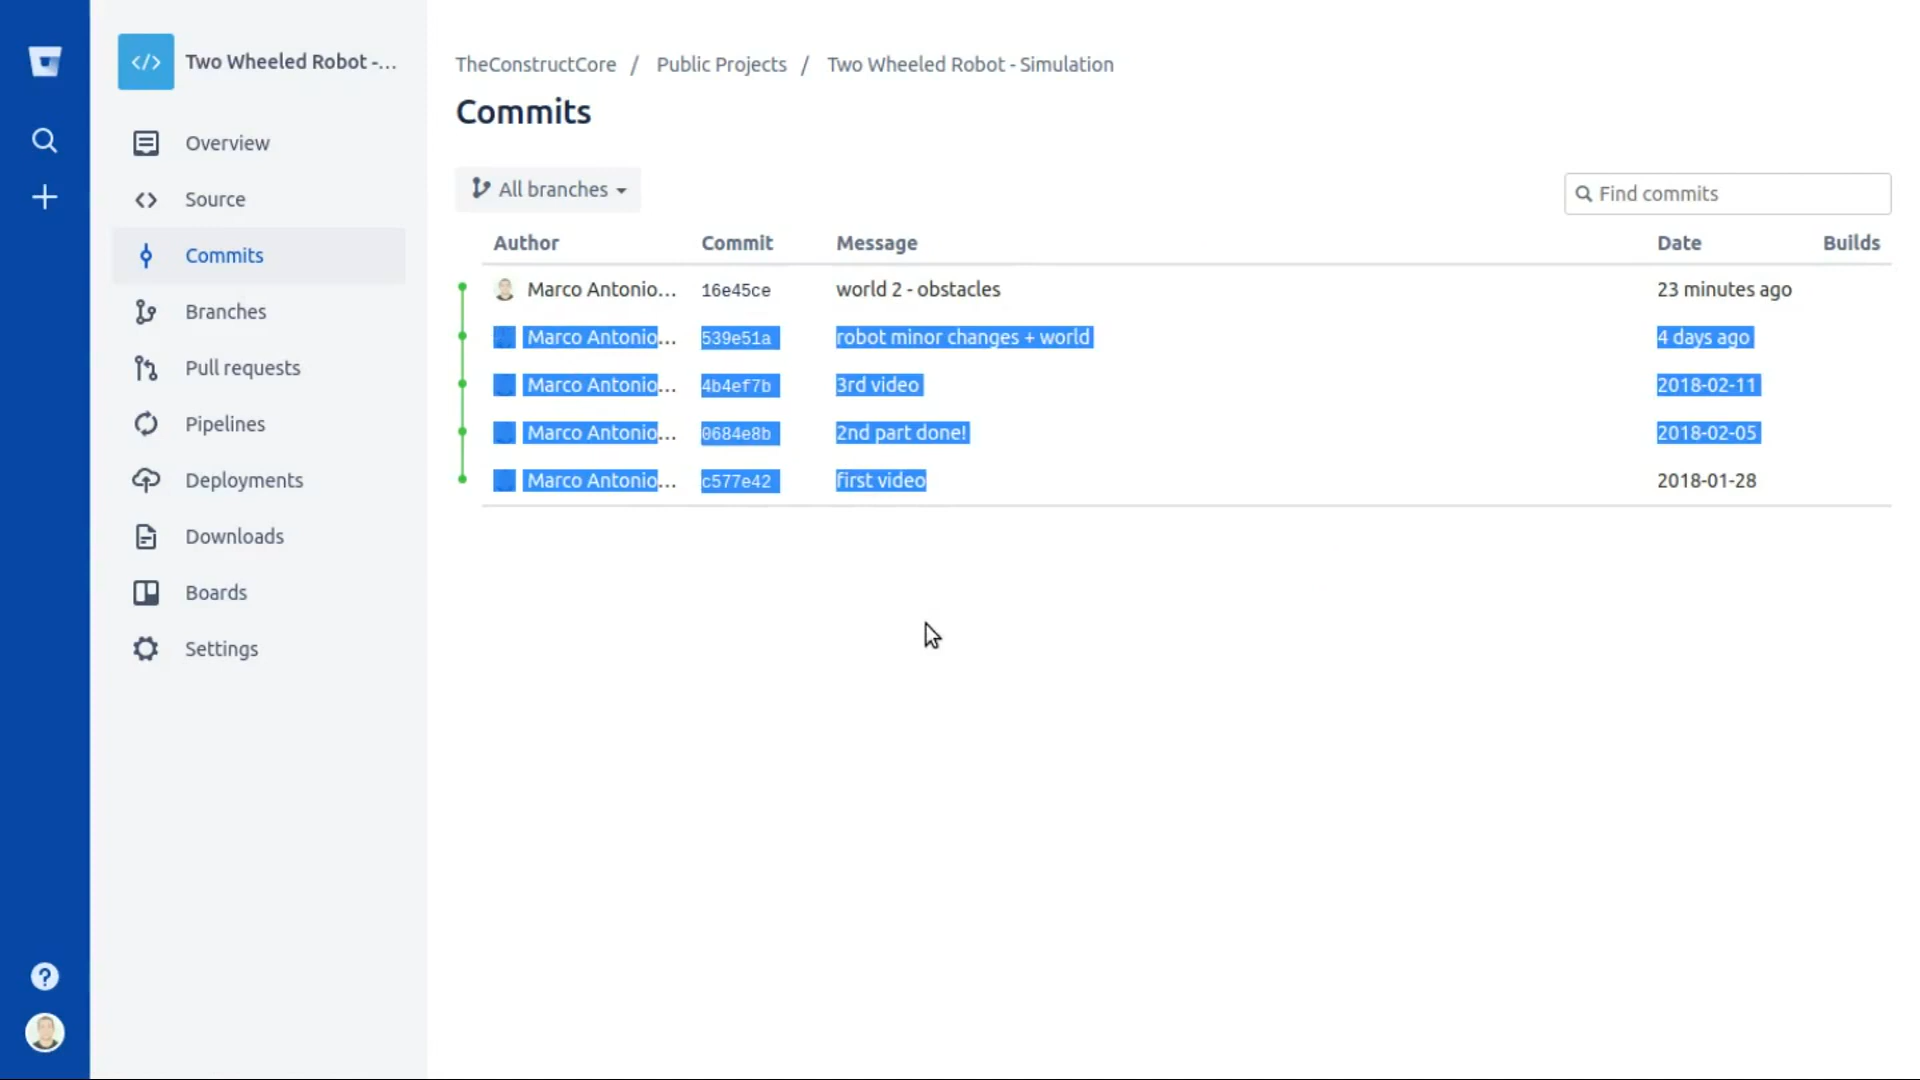 Two Wheeled Robot -...
Overview
Source
Commits
Branches
Pull requests
Pipelines
Deployments
Downloads
Boards
Settings
TheConstructCore / Public Projects / Two Wheeled Robot - Simulation
Commits
All branches
Find commits
Author Commit Message Date Builds
Marco Antonio... 16e45ce world 2 - obstacles 23 minutes ago
Marco Antonio... 539e51a robot minor changes + world 4 days ago
Marco Antonio... 4b4ef7b 3rd video 2018-02-11
Marco Antonio... 0684e8b 2nd part done! 2018-02-05
Marco Antonio... c577e42 first video 2018-01-28